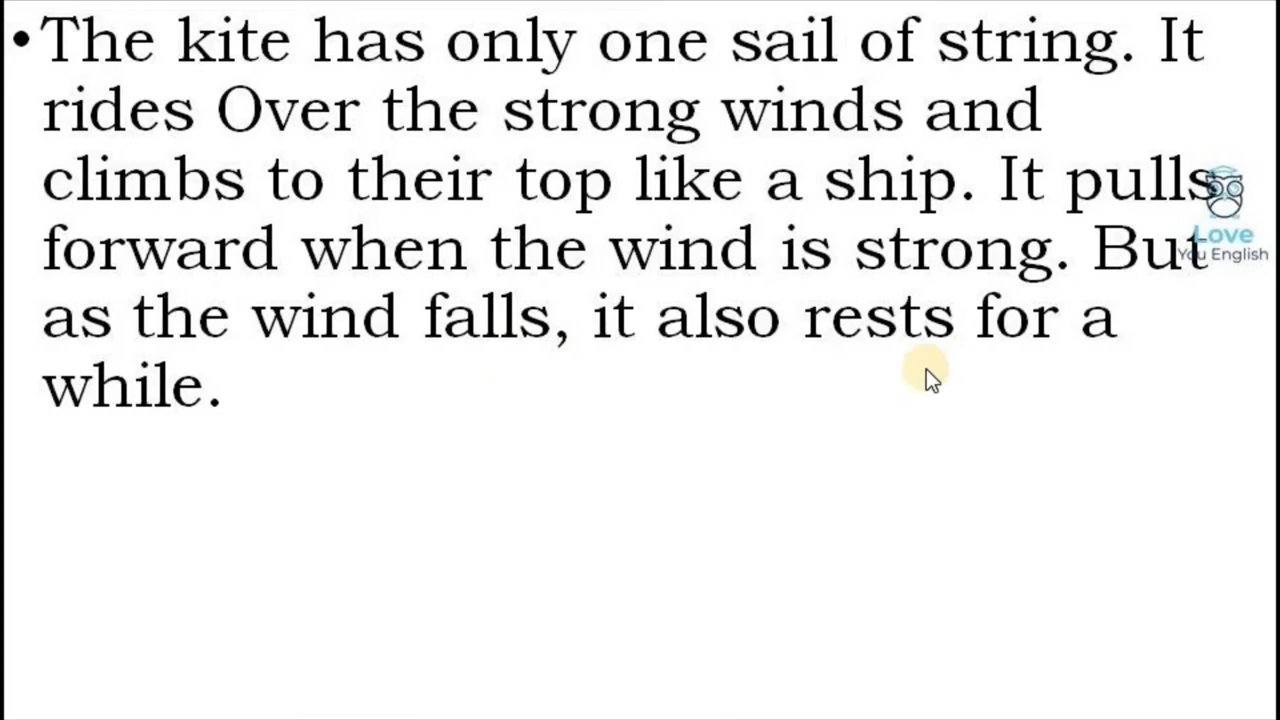 •The kite has only one sail of string. It
rides Over the strong winds and
climbs to their top like a ship. It pulls
forward when the wind is strong. But
as the wind falls, it also rests for a
while.
Love
You English